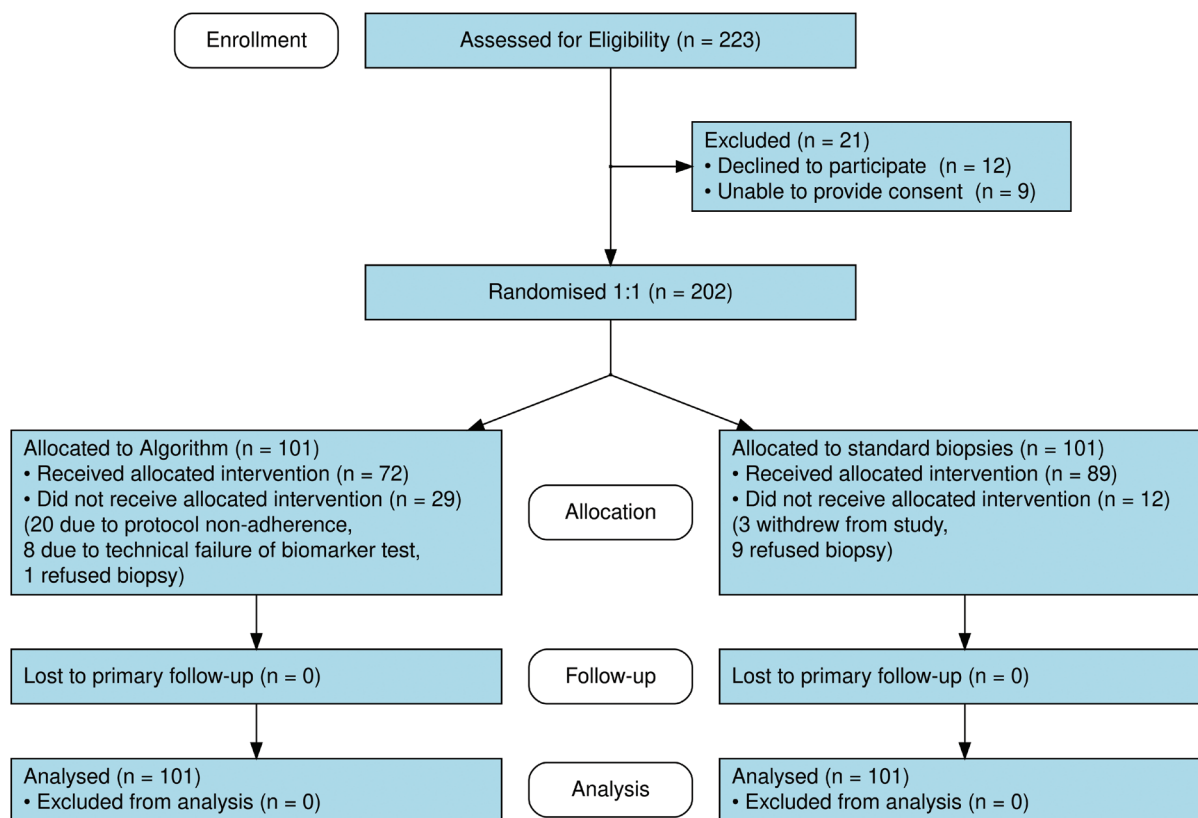 Enrollment
Assessed for Eligibility (n = 223)
Excluded (n = 21)
• Declined to participate  (n = 12)
• Unable to provide consent  (n = 9)
Randomised 1:1 (n = 202)
Allocated to Algorithm (n = 101)
• Received allocated intervention (n = 72)
• Did not receive allocated intervention (n = 29)
(20 due to protocol non-adherence,
8 due to technical failure of biomarker test,
1 refused biopsy)
Allocation
Allocated to standard biopsies (n = 101)
• Received allocated intervention (n = 89)
• Did not receive allocated intervention (n = 12)
(3 withdrew from study,
9 refused biopsy)
Lost to primary follow-up (n = 0)
Follow-up
Lost to primary follow-up (n = 0)
Analysed (n = 101)
• Excluded from analysis (n = 0)
Analysis
Analysed (n = 101)
• Excluded from analysis (n = 0)